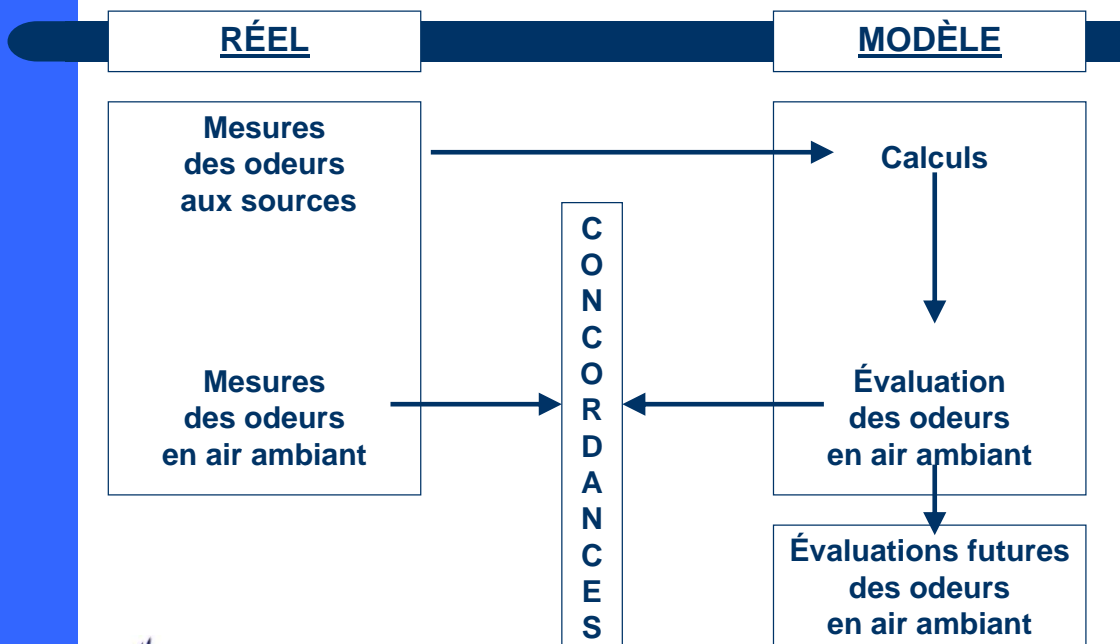 RÉEL
MODÈLE
Mesures
des odeurs
aux sources
Calculs
C
O
N
C
O
R
D
A
N
C
E
S
Mesures
des odeurs
en air ambiant
Évaluation
des odeurs
en air ambiant
Évaluations futures
des odeurs
en air ambiant